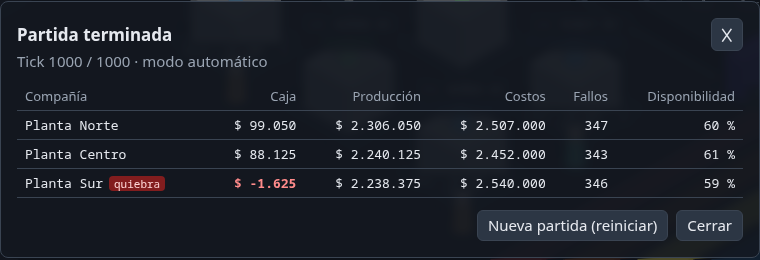 Partida terminada
X
Tick 1000 / 1000 · modo automático
Compañía Caja Producción Costos Fallos Disponibilidad
Planta Norte $ 99.050 $ 2.306.050 $ 2.507.000 347 60 %
Planta Centro $ 88.125 $ 2.240.125 $ 2.452.000 343 61 %
Planta Sur quiebra $ -1.625 $ 2.238.375 $ 2.540.000 346 59 %
Nueva partida (reiniciar) Cerrar